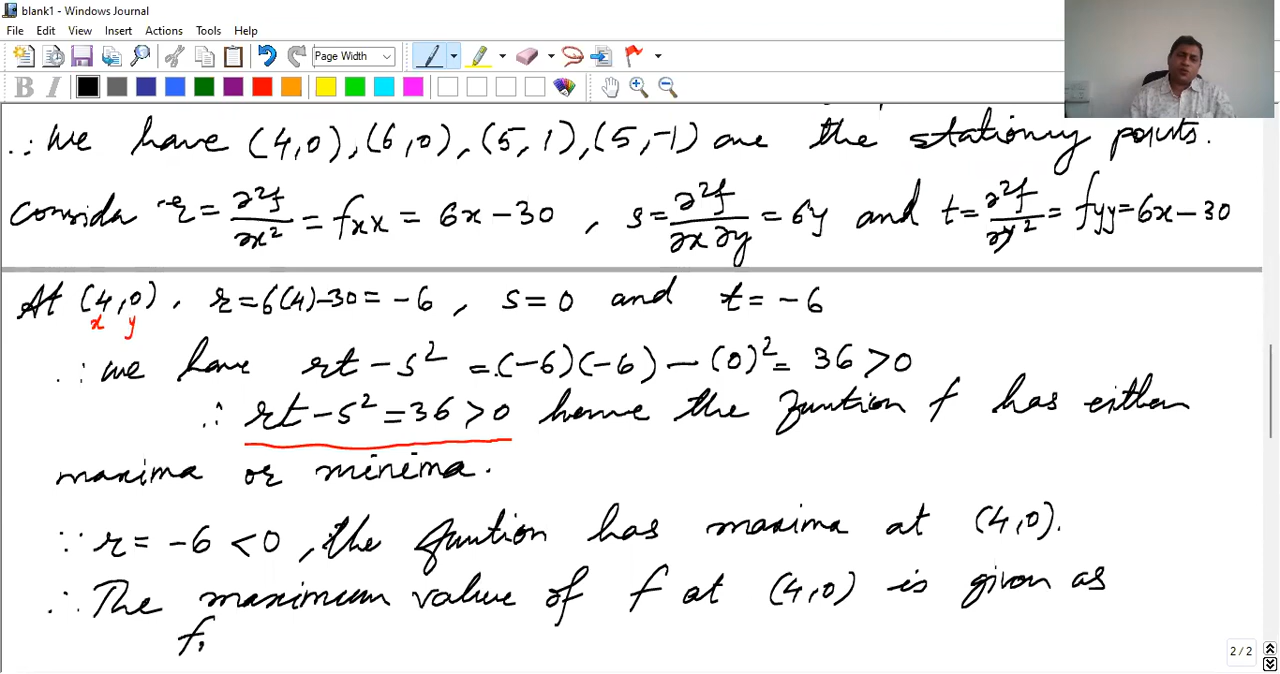 blank1 - Windows Journal
File Edit View Insert Actions Tools Help
Page Width
B I
∴ we have (4,0), (6,0), (5,1), (5,-1) are the stationry points.
Consider r = ∂²f/∂x² = fxx = 6x-30 , s = ∂²f/∂x∂y = 6y and t = ∂²f/∂y² = fyy = 6x-30
At (4,0). r = 6(4)-30 = -6 , s = 0 and t = -6
x y
∴ we have rt - s² = (-6)(-6) - (0)² = 36 > 0
∴ rt - s² = 36 > 0 hence the funtion f has either
maxima or minima.
∵ r = -6 < 0 , the funtion has maxima at (4,0).
∴ The maximum value of f at (4,0) is given as
f
2 / 2